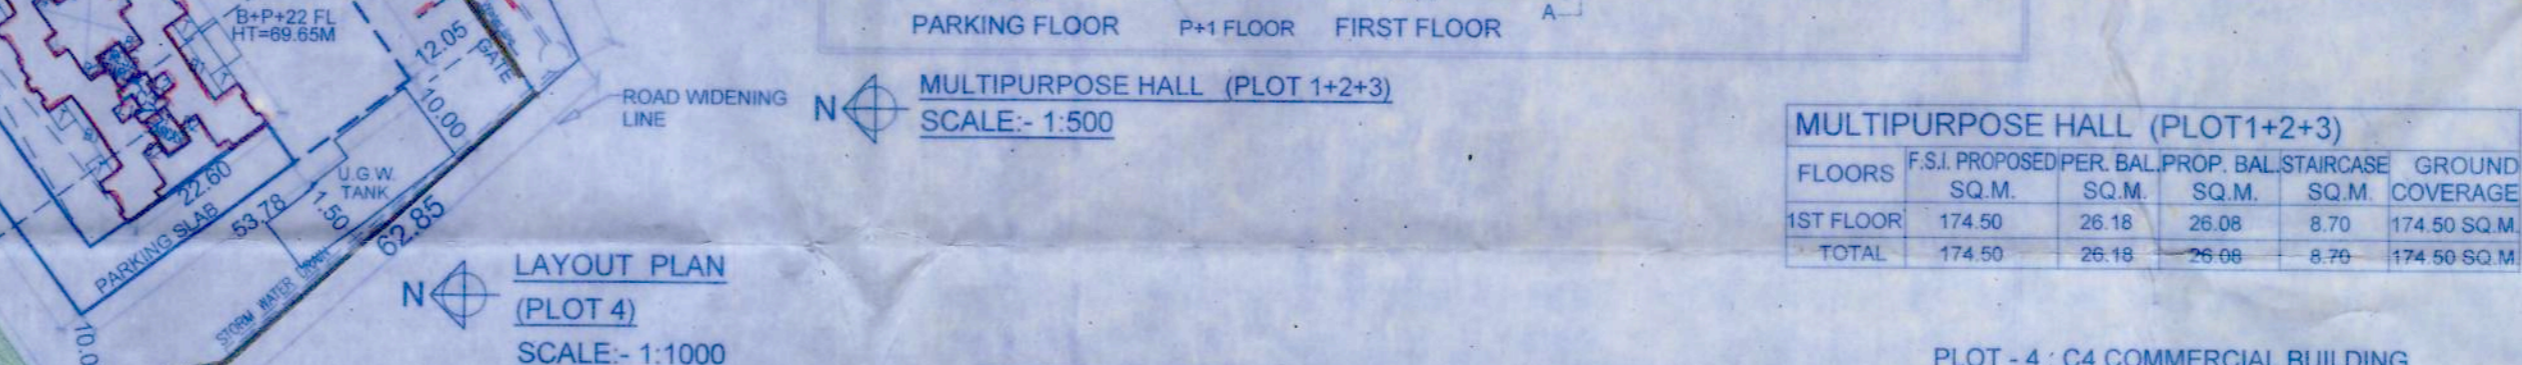 B+P+22 FL
HT=69.65M
12.05
GATE
10.00
ROAD WIDENING
LINE
22.60
U.G.W.
TANK
1.50
53.78
PARKING SLAB
62.85
STORM WATER DRAIN
10.0
PARKING FLOOR P+1 FLOOR FIRST FLOOR
A
N
MULTIPURPOSE HALL (PLOT 1+2+3)
SCALE:- 1:500
N
LAYOUT PLAN
(PLOT 4)
SCALE:- 1:1000
MULTIPURPOSE HALL (PLOT1+2+3)
FLOORS F.S.I. PROPOSED PER. BAL. PROP. BAL. STAIRCASE GROUND
SQ.M. SQ.M. SQ.M. SQ.M. COVERAGE
1ST FLOOR 174.50 26.18 26.08 8.70 174.50 SQ.M.
TOTAL 174.50 26.18 26.08 8.70 174.50 SQ.M
PLOT - 4 : C4 COMMERCIAL BUILDING